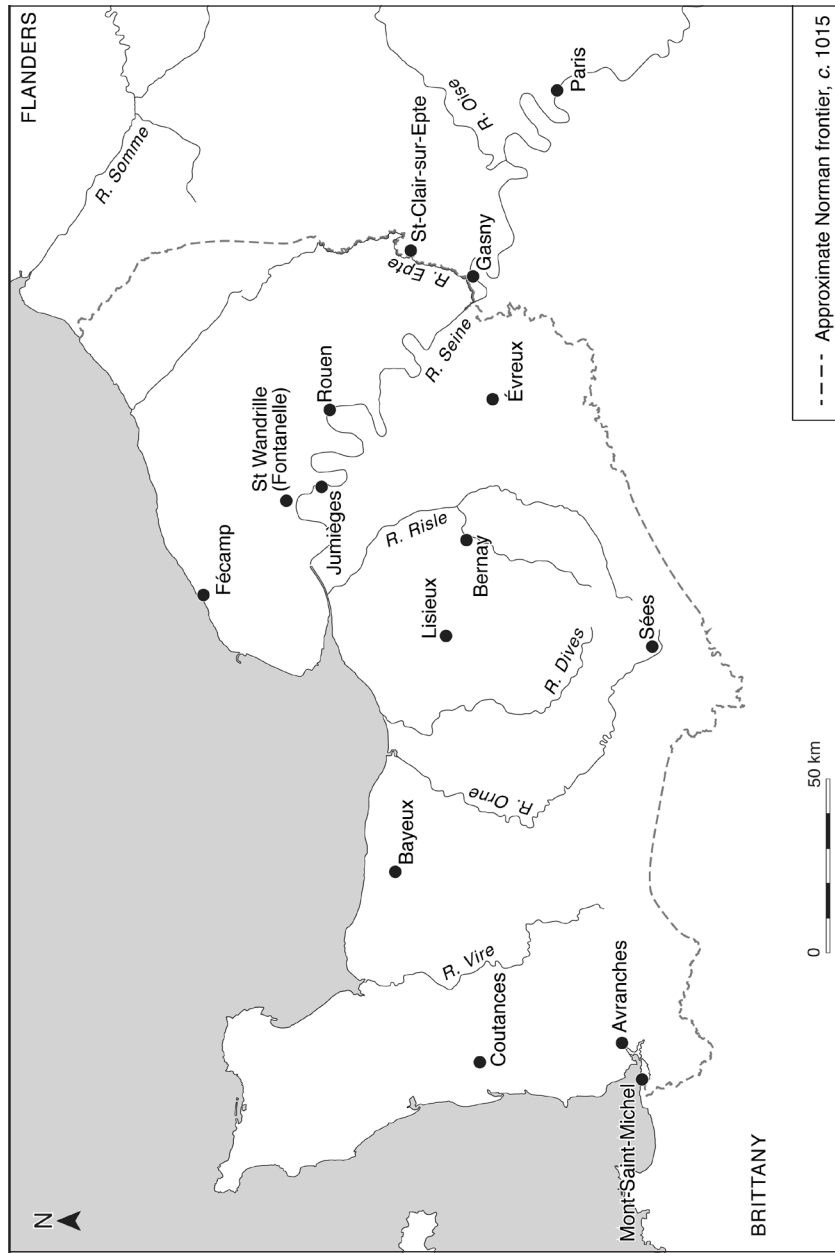 N
FLANDERS
R. Somme
Fécamp
St Wandrille
(Fontanelle)
Rouen
Jumièges
R. Epte
St-Clair-sur-Epte
R. Oise
Gasny
Paris
R. Seine
Évreux
R. Risle
Bernay
Lisieux
R. Dives
Sées
R. Orne
Bayeux
R. Vire
Coutances
Avranches
Mont-Saint-Michel
BRITTANY
0
50 km
Approximate Norman frontier, c. 1015